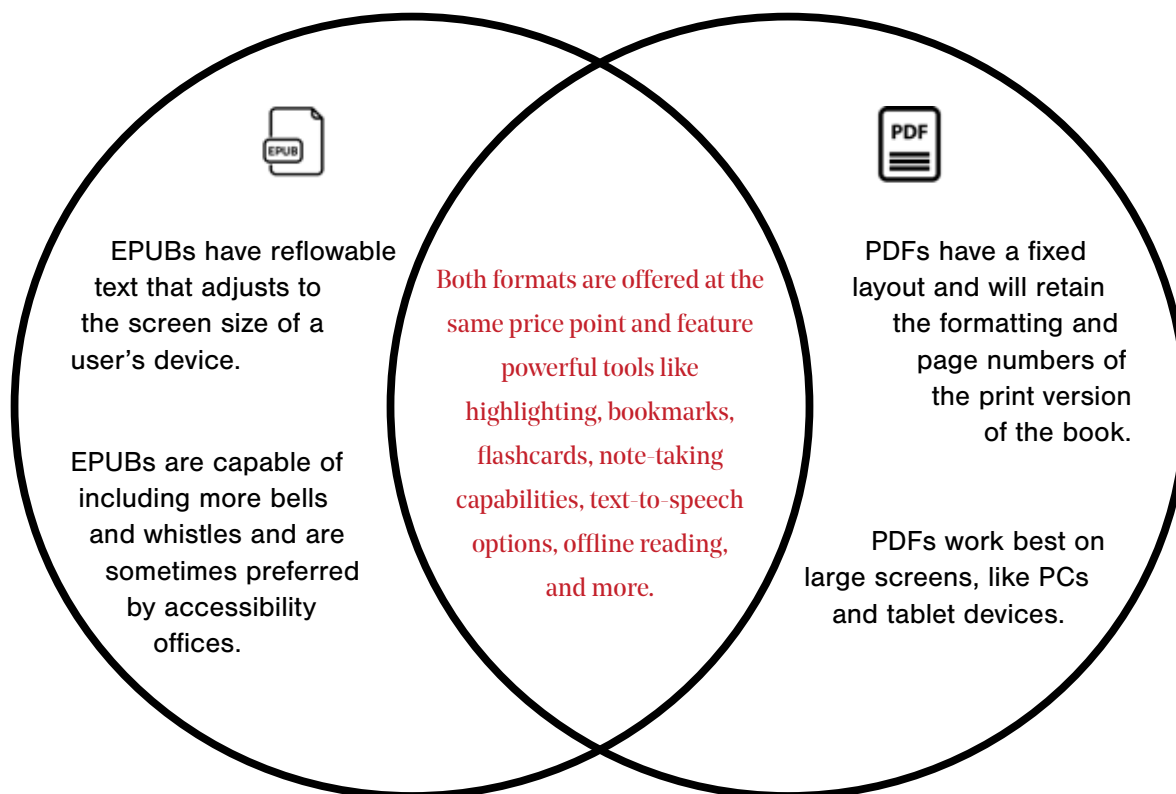 EPUB
EPUBs have reflowable
text that adjusts to
the screen size of a
user’s device.
EPUBs are capable of
including more bells
and whistles and are
sometimes preferred
by accessibility
offices.
Both formats are offered at the
same price point and feature
powerful tools like
highlighting, bookmarks,
flashcards, note-taking
capabilities, text-to-speech
options, offline reading,
and more.
PDF
PDFs have a fixed
layout and will retain
the formatting and
page numbers of
the print version
of the book.
PDFs work best on
large screens, like PCs
and tablet devices.